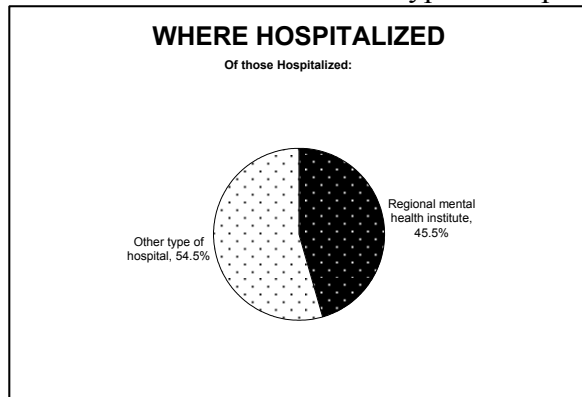 WHERE HOSPITALIZED
Of those Hospitalized:
Regional mental
health institute,
45.5%
Other type of
hospital, 54.5%